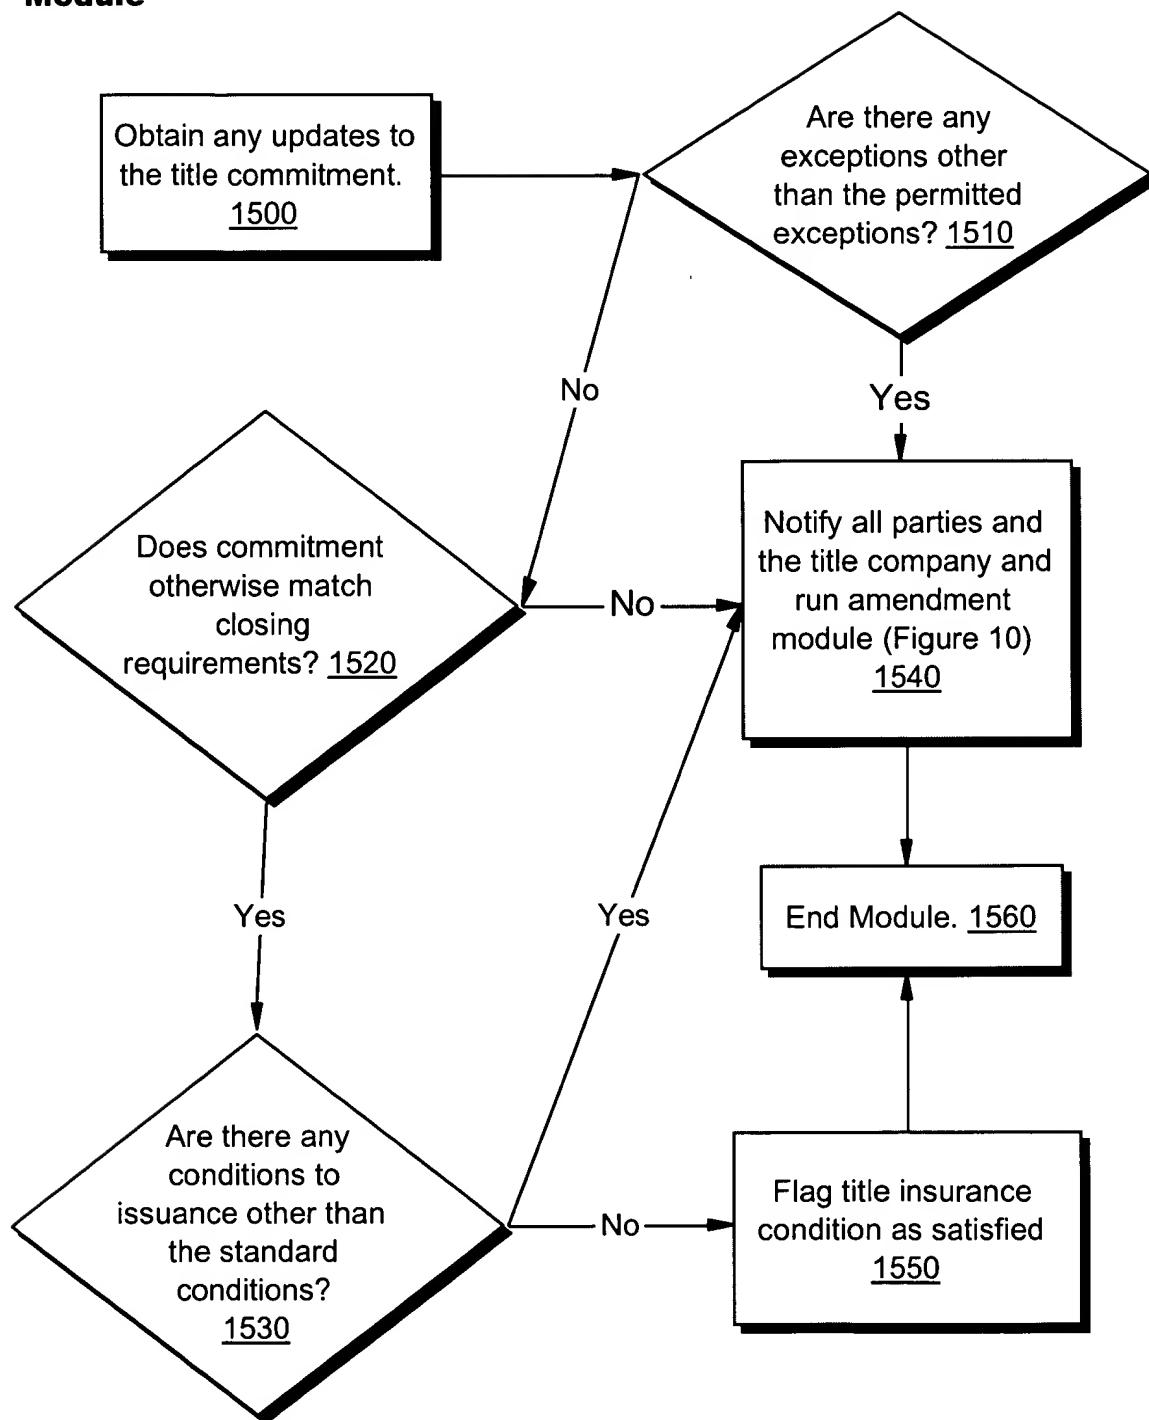 Module
Obtain any updates to
the title commitment.
1500
Are there any
exceptions other
than the permitted
exceptions? 1510
No
Yes
Does commitment
otherwise match
closing
requirements? 1520
No
Notify all parties and
the title company and
run amendment
module (Figure 10)
1540
Yes
Yes
End Module. 1560
Are there any
conditions to
issuance other than
the standard
conditions?
1530
No
Flag title insurance
condition as satisfied
1550